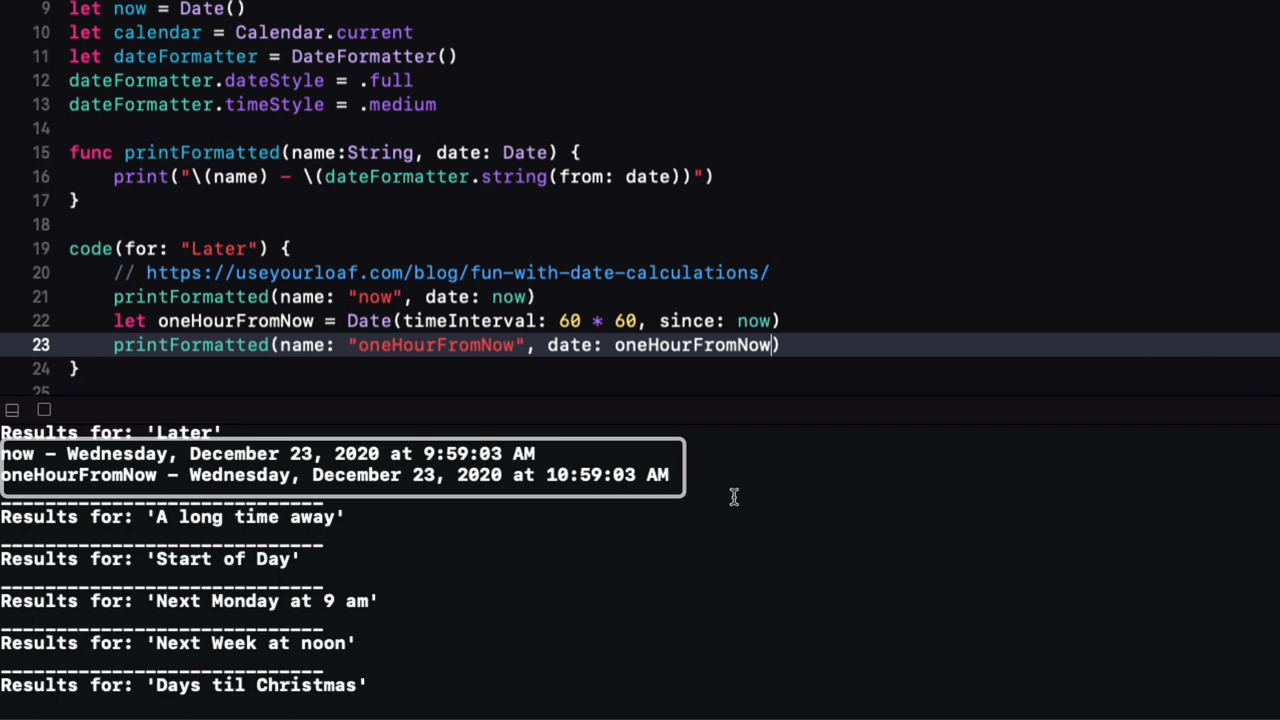 9 let now = Date()
10 let calendar = Calendar.current
11 let dateFormatter = DateFormatter()
12 dateFormatter.dateStyle = .full
13 dateFormatter.timeStyle = .medium
14
15 func printFormatted(name:String, date: Date) {
16 print("\(name) – \(dateFormatter.string(from: date))")
17 }
18
19 code(for: "Later") {
20 // https://useyourloaf.com/blog/fun-with-date-calculations/
21 printFormatted(name: "now", date: now)
22 let oneHourFromNow = Date(timeInterval: 60 * 60, since: now)
23 printFormatted(name: "oneHourFromNow", date: oneHourFromNow)
24 }
25
Results for: 'Later'
now – Wednesday, December 23, 2020 at 9:59:03 AM
oneHourFromNow – Wednesday, December 23, 2020 at 10:59:03 AM
_____________________________
Results for: 'A long time away'
_____________________________
Results for: 'Start of Day'
_____________________________
Results for: 'Next Monday at 9 am'
_____________________________
Results for: 'Next Week at noon'
_____________________________
Results for: 'Days til Christmas'